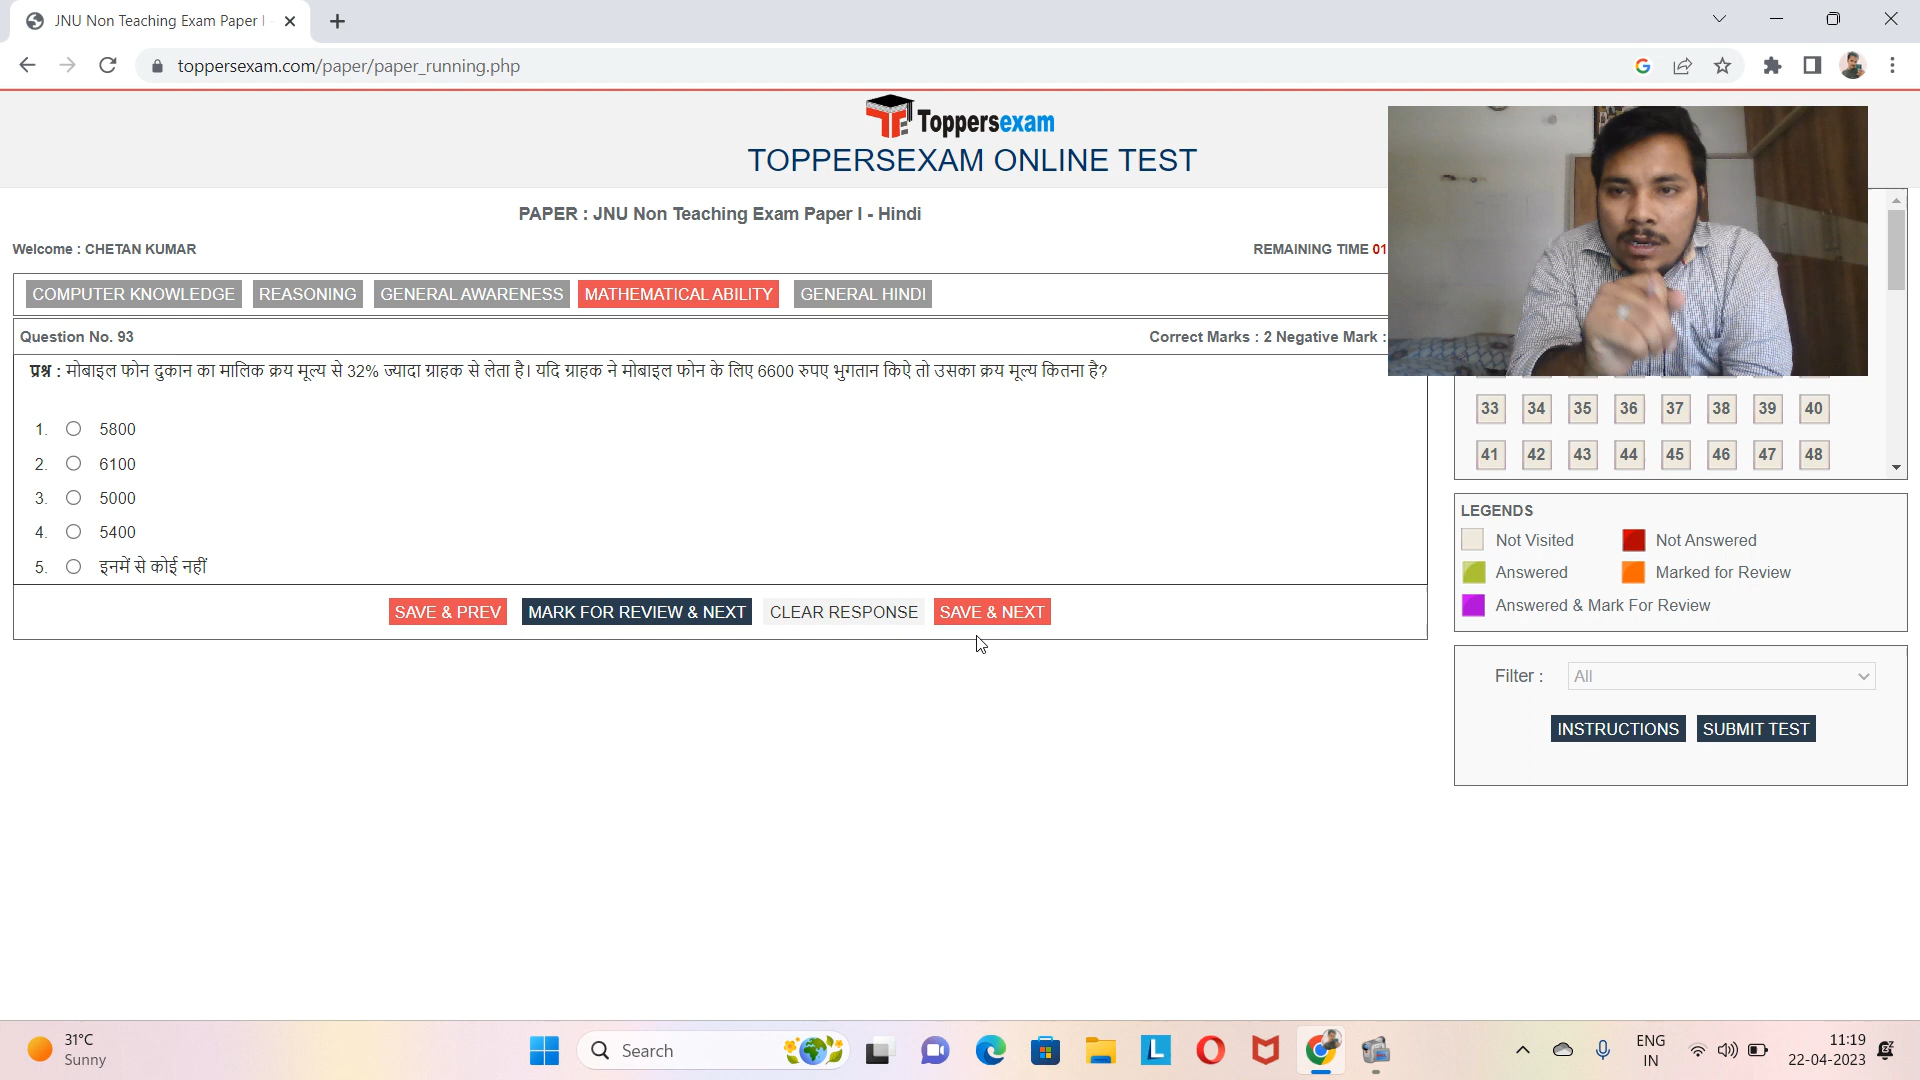 JNU Non Teaching Exam Paper I
toppersexam.com/paper/paper_running.php
Toppersexam
TOPPERSEXAM ONLINE TEST
PAPER : JNU Non Teaching Exam Paper I - Hindi
Welcome : CHETAN KUMAR
REMAINING TIME 01
COMPUTER KNOWLEDGE REASONING GENERAL AWARENESS MATHEMATICAL ABILITY GENERAL HINDI
Question No. 93
Correct Marks : 2 Negative Mark :
प्रश्न : मोबाइल फोन दुकान का मालिक क्रय मूल्य से 32% ज्यादा ग्राहक से लेता है। यदि ग्राहक ने मोबाइल फोन के लिए 6600 रुपए भुगतान किऐ तो उसका क्रय मूल्य कितना है?
1. 5800
2. 6100
3. 5000
4. 5400
5. इनमें से कोई नहीं
SAVE & PREV MARK FOR REVIEW & NEXT CLEAR RESPONSE SAVE & NEXT
33 34 35 36 37 38 39 40
41 42 43 44 45 46 47 48
LEGENDS
Not Visited Not Answered
Answered Marked for Review
Answered & Mark For Review
Filter : All
INSTRUCTIONS SUBMIT TEST
31°C
Sunny
Search
ENG
IN
11:19
22-04-2023